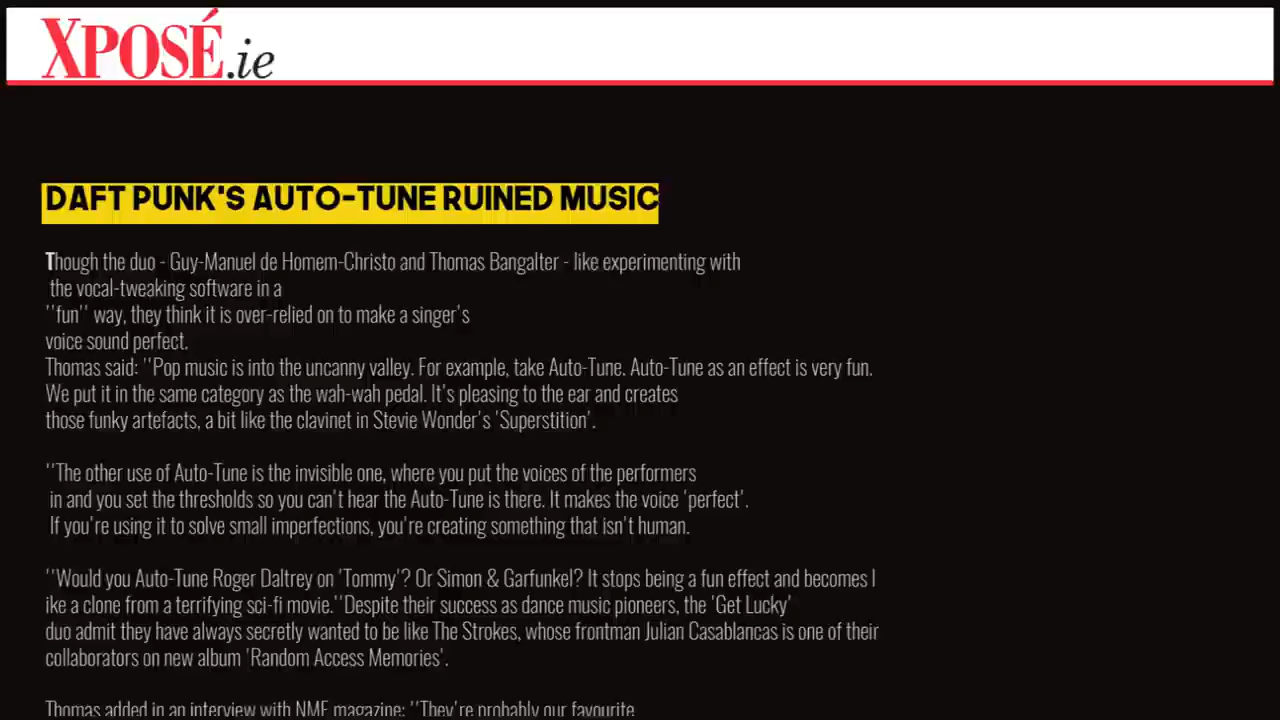 XPOSÉ.ie
DAFT PUNK'S AUTO-TUNE RUINED MUSIC
Though the duo - Guy-Manuel de Homem-Christo and Thomas Bangalter - like experimenting with
the vocal-tweaking software in a
''fun'' way, they think it is over-relied on to make a singer's
voice sound perfect.
Thomas said: ''Pop music is into the uncanny valley. For example, take Auto-Tune. Auto-Tune as an effect is very fun.
We put it in the same category as the wah-wah pedal. It's pleasing to the ear and creates
those funky artefacts, a bit like the clavinet in Stevie Wonder's 'Superstition'.
''The other use of Auto-Tune is the invisible one, where you put the voices of the performers
in and you set the thresholds so you can't hear the Auto-Tune is there. It makes the voice 'perfect'.
If you're using it to solve small imperfections, you're creating something that isn't human.
''Would you Auto-Tune Roger Daltrey on 'Tommy'? Or Simon & Garfunkel? It stops being a fun effect and becomes l
ike a clone from a terrifying sci-fi movie.''Despite their success as dance music pioneers, the 'Get Lucky'
duo admit they have always secretly wanted to be like The Strokes, whose frontman Julian Casablancas is one of their
collaborators on new album 'Random Access Memories'.
Thomas added in an interview with NME magazine: ''They're probably our favourite